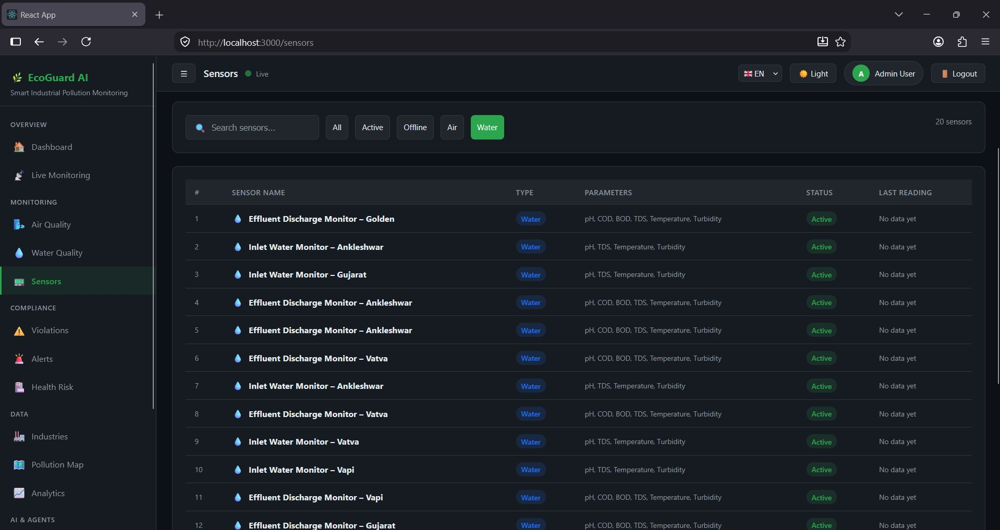 React App
http://localhost:3000/sensors
EcoGuard AI
Smart Industrial Pollution Monitoring
OVERVIEW
Dashboard
Live Monitoring
MONITORING
Air Quality
Water Quality
Sensors
COMPLIANCE
Violations
Alerts
Health Risk
DATA
Industries
Pollution Map
Analytics
AI & AGENTS
Sensors Live EN Light A Admin User Logout
Search sensors... All Active Offline Air Water 20 sensors
# SENSOR NAME TYPE PARAMETERS STATUS LAST READING
1 Effluent Discharge Monitor – Golden Water pH, COD, BOD, TDS, Temperature, Turbidity Active No data yet
2 Inlet Water Monitor – Ankleshwar Water pH, TDS, Temperature, Turbidity Active No data yet
3 Inlet Water Monitor – Gujarat Water pH, TDS, Temperature, Turbidity Active No data yet
4 Effluent Discharge Monitor – Ankleshwar Water pH, COD, BOD, TDS, Temperature, Turbidity Active No data yet
5 Effluent Discharge Monitor – Ankleshwar Water pH, COD, BOD, TDS, Temperature, Turbidity Active No data yet
6 Effluent Discharge Monitor – Vatva Water pH, COD, BOD, TDS, Temperature, Turbidity Active No data yet
7 Inlet Water Monitor – Ankleshwar Water pH, TDS, Temperature, Turbidity Active No data yet
8 Effluent Discharge Monitor – Vatva Water pH, COD, BOD, TDS, Temperature, Turbidity Active No data yet
9 Inlet Water Monitor – Vatva Water pH, TDS, Temperature, Turbidity Active No data yet
10 Inlet Water Monitor – Vapi Water pH, TDS, Temperature, Turbidity Active No data yet
11 Effluent Discharge Monitor – Vapi Water pH, COD, BOD, TDS, Temperature, Turbidity Active No data yet
12 Effluent Discharge Monitor – Gujarat Water pH, COD, BOD, TDS, Temperature, Turbidity Active No data yet